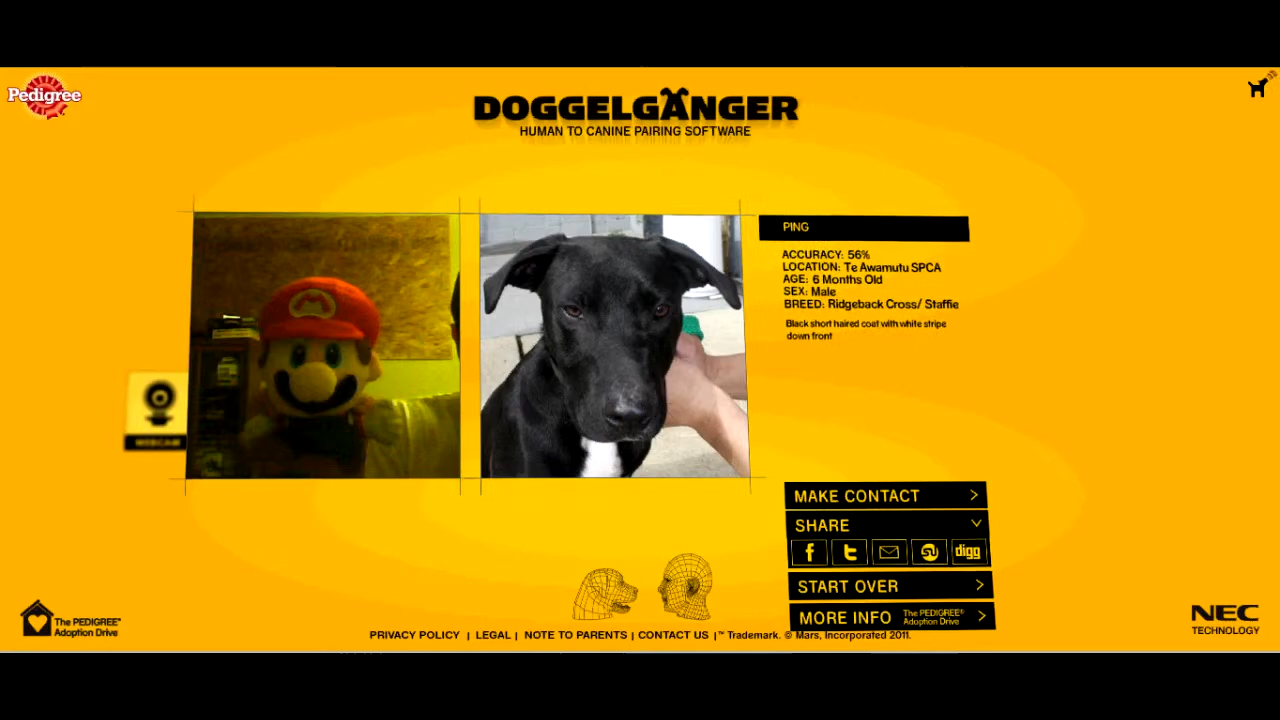 Pedigree
DOGGELGÄNGER
HUMAN TO CANINE PAIRING SOFTWARE
PING
ACCURACY: 56%
LOCATION: Te Awamutu SPCA
AGE: 6 Months Old
SEX: Male
BREED: Ridgeback Cross/ Staffie
Black short haired coat with white stripe
down front
M
WEBCAM
MAKE CONTACT >
SHARE
f t digg
START OVER >
MORE INFO The PEDIGREE® Adoption Drive >
The PEDIGREE™
Adoption Drive
PRIVACY POLICY | LEGAL | NOTE TO PARENTS | CONTACT US |™ Trademark. © Mars, Incorporated 2011.
NEC
TECHNOLOGY